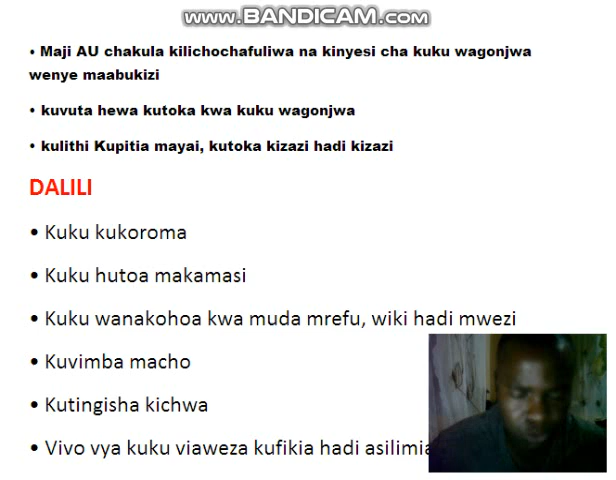 www.BANDICAM.com
• Maji AU chakula kilichochafuliwa na kinyesi cha kuku wagonjwa
wenye maabukizi
• kuvuta hewa kutoka kwa kuku wagonjwa
• kulithi Kupitia mayai, kutoka kizazi hadi kizazi
DALILI
• Kuku kukoroma
• Kuku hutoa makamasi
• Kuku wanakohoa kwa muda mrefu, wiki hadi mwezi
• Kuvimba macho
• Kutingisha kichwa
• Vivo vya kuku viaweza kufikia hadi